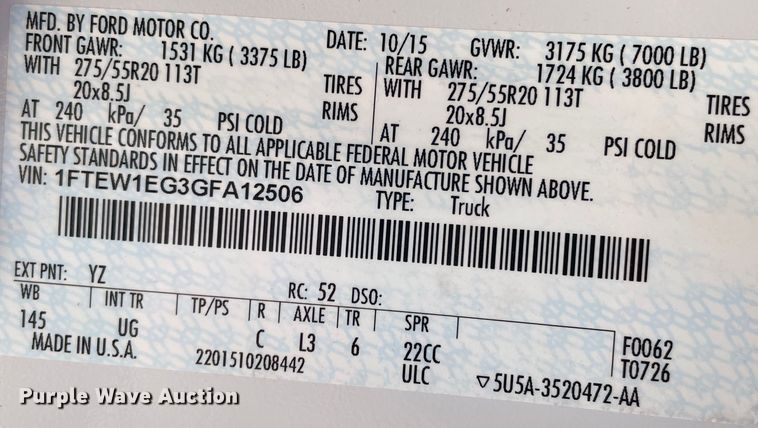 MFD. BY FORD MOTOR CO.
DATE: 10/15 GVWR: 3175 KG ( 7000 LB)
FRONT GAWR: 1531 KG ( 3375 LB) REAR GAWR: 1724 KG ( 3800 LB)
WITH 275/55R20 113T TIRES WITH 275/55R20 113T TIRES
20x8.5J RIMS 20x8.5J RIMS
AT 240 kPa/ 35 PSI COLD AT 240 kPa/ 35 PSI COLD
THIS VEHICLE CONFORMS TO ALL APPLICABLE FEDERAL MOTOR VEHICLE
SAFETY STANDARDS IN EFFECT ON THE DATE OF MANUFACTURE SHOWN ABOVE.
VIN: 1FTEW1EG3GFA12506 TYPE: Truck
EXT PNT: YZ RC: 52 DSO:
WB INT TR TP/PS R AXLE TR SPR
145 UG C L3 6 22CC F0062
MADE IN U.S.A. 2201510208442 ULC T0726
▽5U5A-3520472-AA
Purple Wave Auction